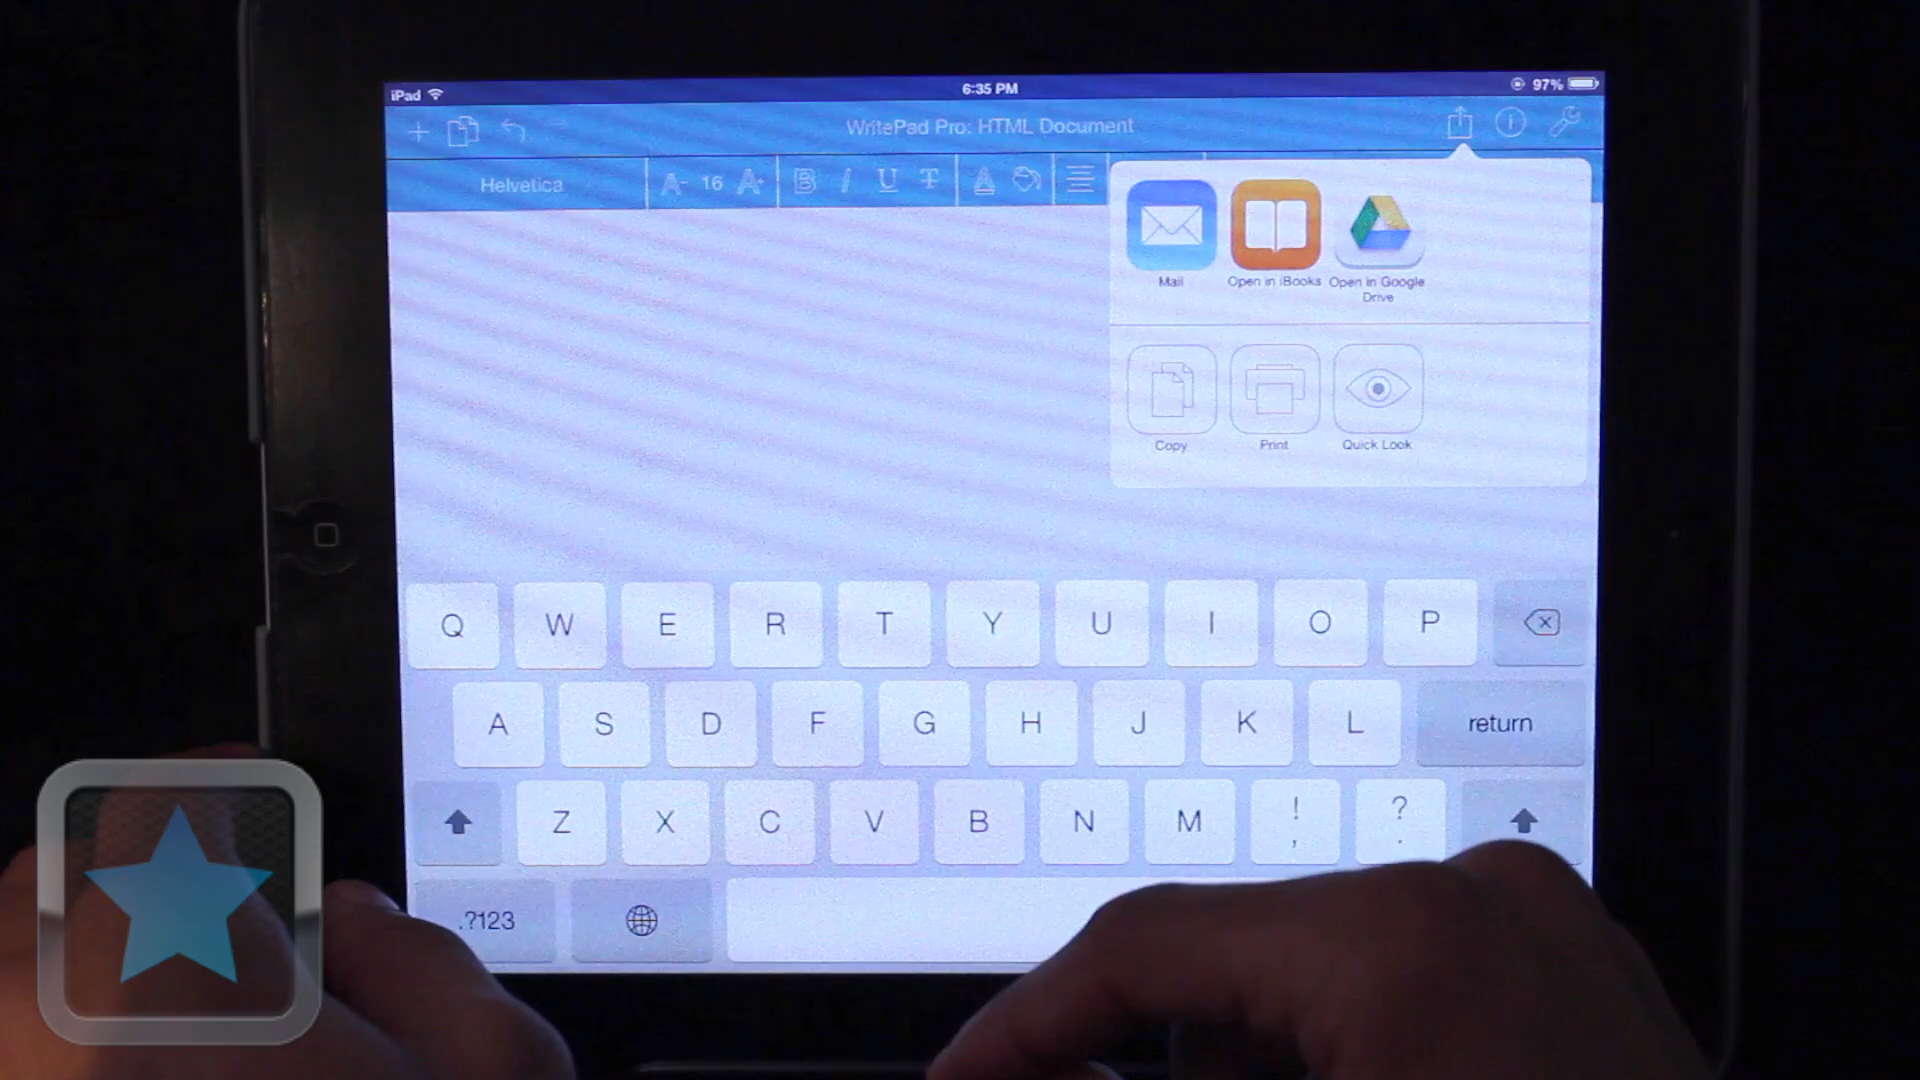 iPad 6:35 PM 97%
WritePad Pro: HTML Document
Helvetica A- 16 A+ B I U T A
Mail Open in iBooks Open in Google
Drive
Copy Print Quick Look
Q W E R T Y U I O P
A S D F G H J K L return
Z X C V B N M ! , ? .
.?123